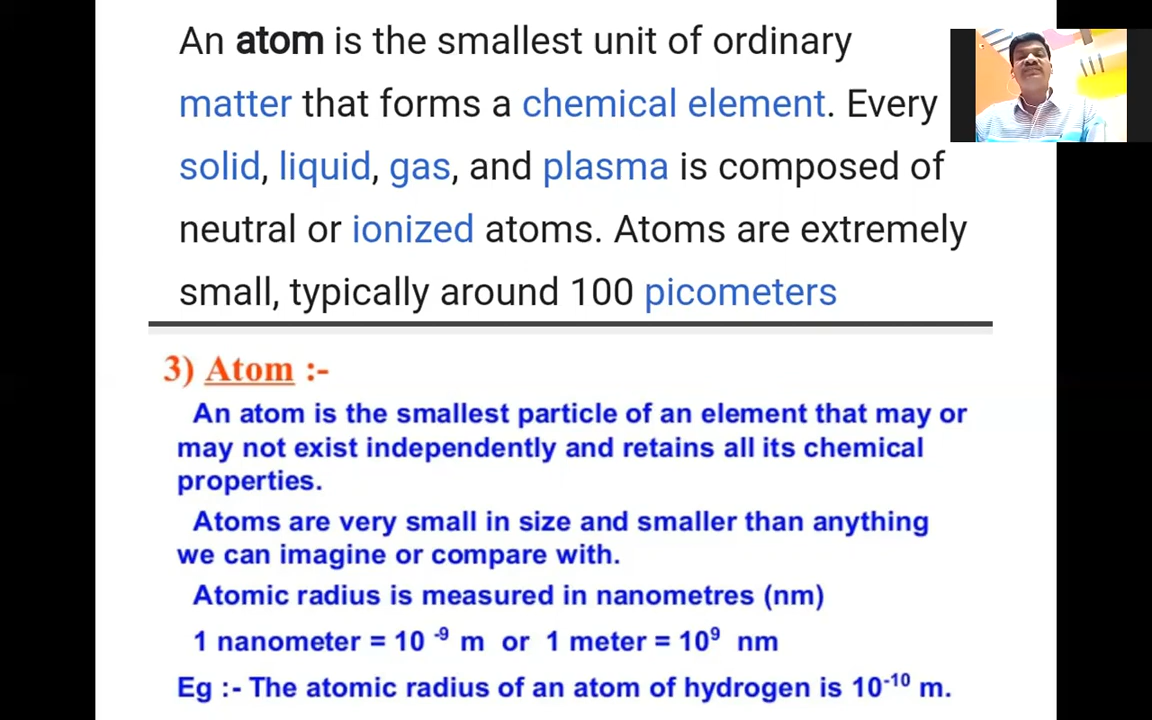 An atom is the smallest unit of ordinary
matter that forms a chemical element. Every
solid, liquid, gas, and plasma is composed of
neutral or ionized atoms. Atoms are extremely
small, typically around 100 picometers
3) Atom :-
An atom is the smallest particle of an element that may or
may not exist independently and retains all its chemical
properties.
Atoms are very small in size and smaller than anything
we can imagine or compare with.
Atomic radius is measured in nanometres (nm)
1 nanometer = 10 ⁻⁹ m or 1 meter = 10⁹ nm
Eg :- The atomic radius of an atom of hydrogen is 10⁻¹⁰ m.